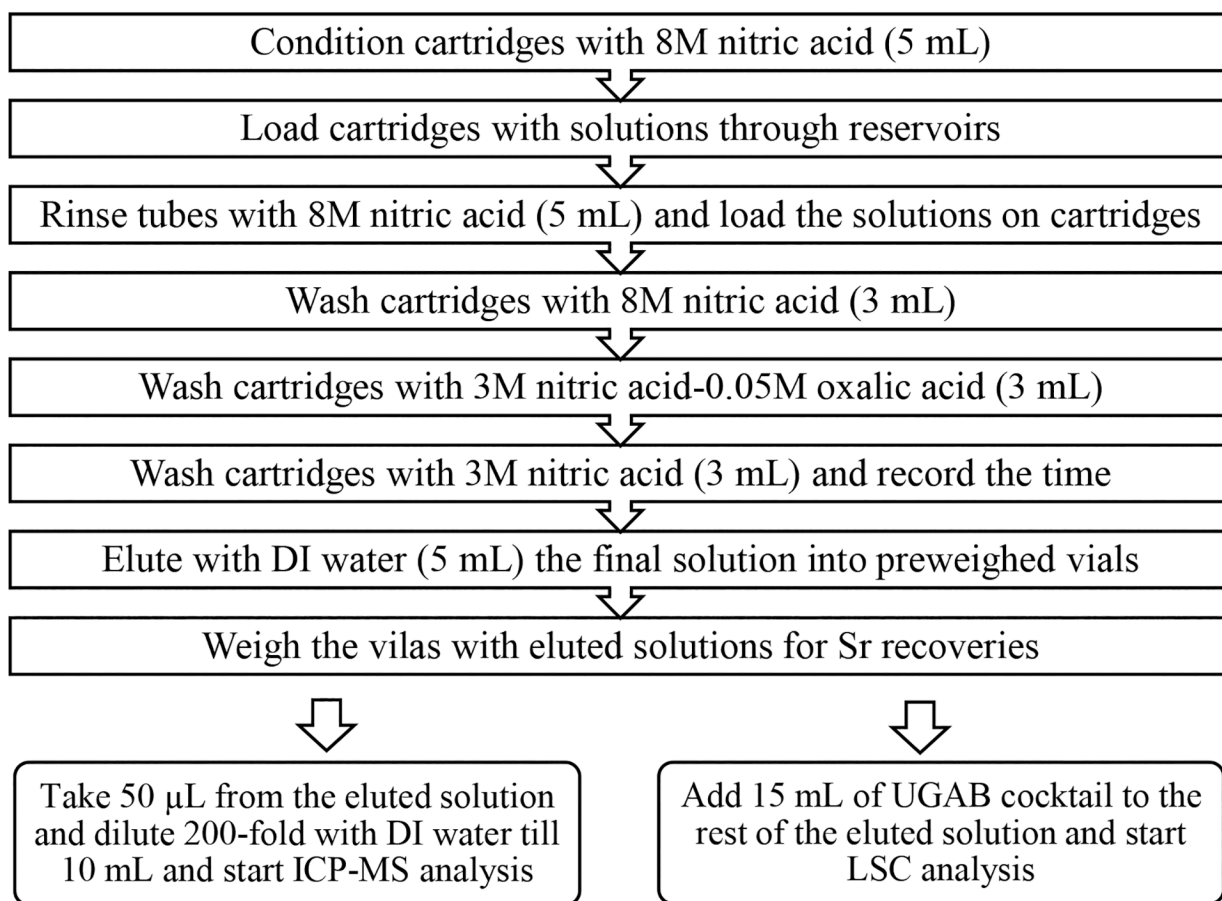 Condition cartridges with 8M nitric acid (5 mL)
Load cartridges with solutions through reservoirs
Rinse tubes with 8M nitric acid (5 mL) and load the solutions on cartridges
Wash cartridges with 8M nitric acid (3 mL)
Wash cartridges with 3M nitric acid-0.05M oxalic acid (3 mL)
Wash cartridges with 3M nitric acid (3 mL) and record the time
Elute with DI water (5 mL) the final solution into preweighed vials
Weigh the vilas with eluted solutions for Sr recoveries
Take 50 μL from the eluted solution
and dilute 200-fold with DI water till
10 mL and start ICP-MS analysis
Add 15 mL of UGAB cocktail to the
rest of the eluted solution and start
LSC analysis